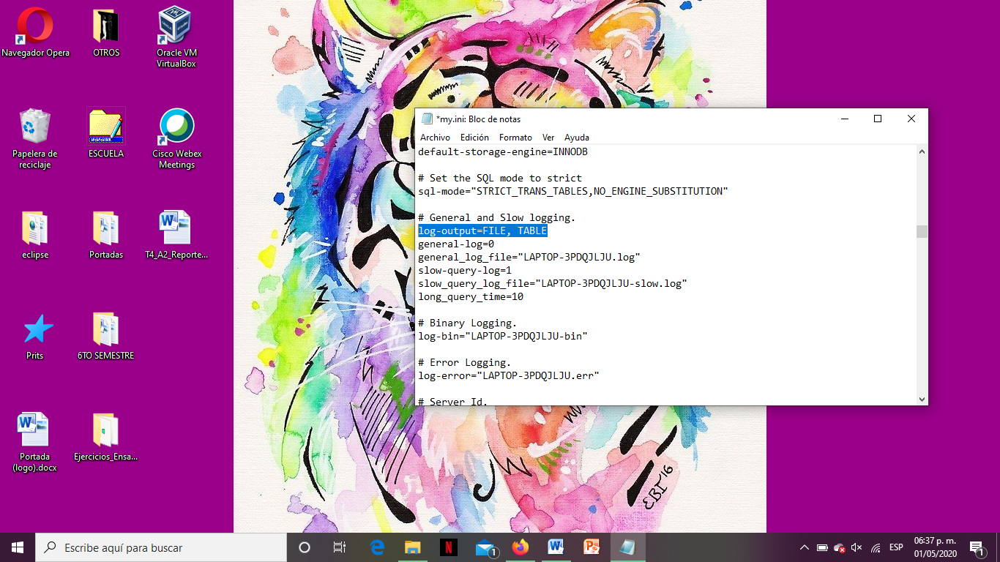 Navegador Opera
OTROS
Oracle VM
VirtualBox
Papelera de
reciclaje
ESCUELA
Cisco Webex
Meetings
eclipse
Portadas
T4_A2_Reporte...
Prits
6TO SEMESTRE
Portada
(logo).docx
Ejercicios_Ensa...
*my.ini: Bloc de notas
Archivo Edición Formato Ver Ayuda
default-storage-engine=INNODB
# Set the SQL mode to strict
sql-mode="STRICT_TRANS_TABLES,NO_ENGINE_SUBSTITUTION"
# General and Slow logging.
log-output=FILE, TABLE
general-log=0
general_log_file="LAPTOP-3PDQJLJU.log"
slow-query-log=1
slow_query_log_file="LAPTOP-3PDQJLJU-slow.log"
long_query_time=10
# Binary Logging.
log-bin="LAPTOP-3PDQJLJU-bin"
# Error Logging.
log-error="LAPTOP-3PDQJLJU.err"
# Server Id.
EBT '16
Escribe aquí para buscar
1
ESP
06:37 p. m.
01/05/2020
1